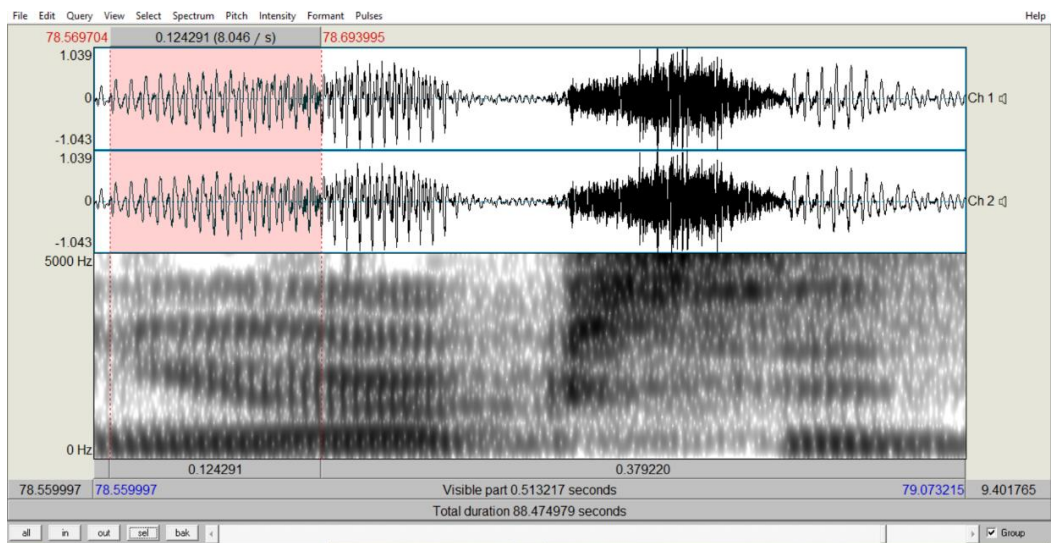 File Edit Query View Select Spectrum Pitch Intensity Formant Pulses Help
78.569704 0.124291 (8.046 / s) 78.693995
1.039
0
-1.043
Ch 1
1.039
0
-1.043
Ch 2
5000 Hz
0 Hz
0.124291 0.379220
78.559997 78.559997 Visible part 0.513217 seconds 79.073215 9.401765
Total duration 88.474979 seconds
all in out sel bak Group